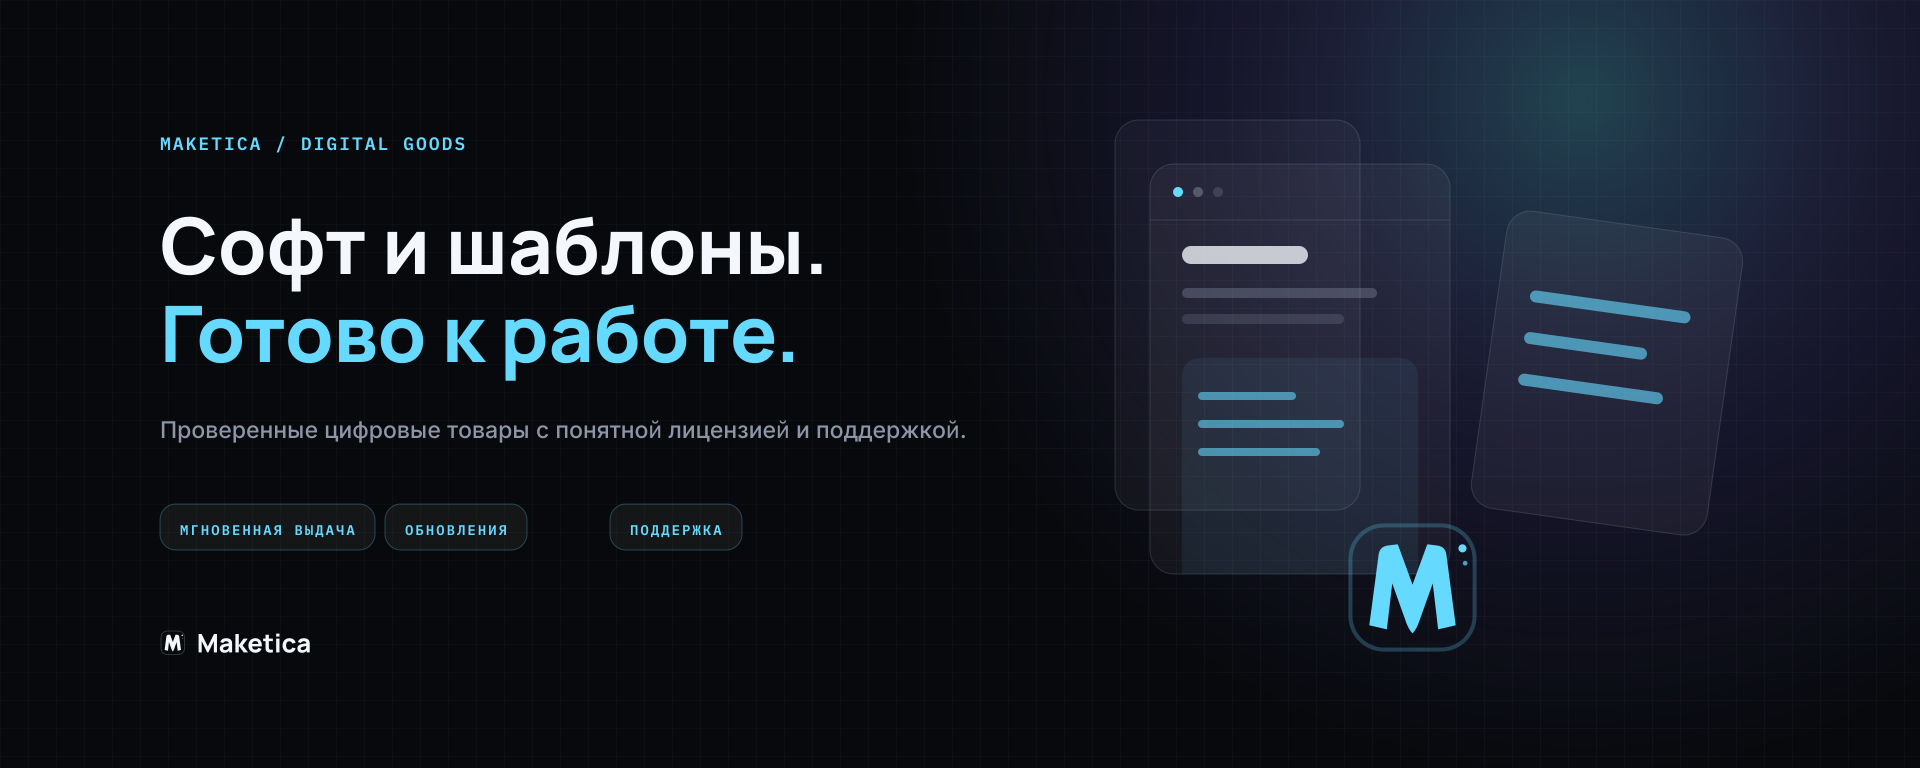 MAKETICA / DIGITAL GOODS
Софт и шаблоны.
Готово к работе.
Проверенные цифровые товары с понятной лицензией и поддержкой.
МГНОВЕННАЯ ВЫДАЧА ОБНОВЛЕНИЯ ПОДДЕРЖКА
M
M Maketica